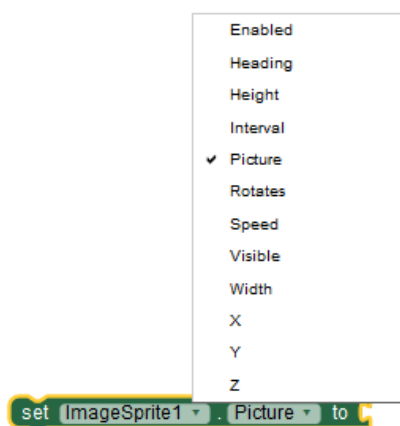 Enabled
Heading
Height
Interval
Picture
Rotates
Speed
Visible
Width
X
Y
Z
set ImageSprite1 . Picture to